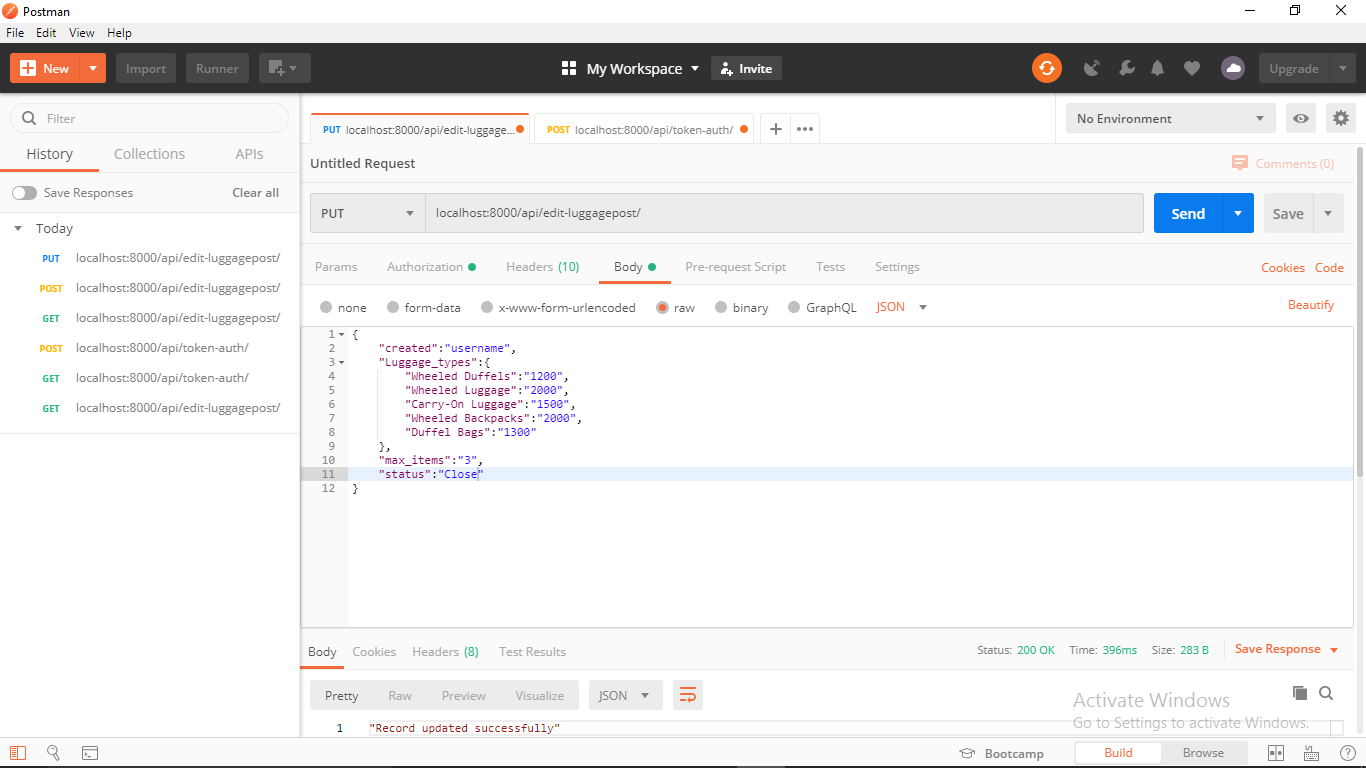 Postman
File Edit View Help
New Import Runner My Workspace Invite Upgrade
Filter
History Collections APIs
Save Responses Clear all
Today
PUT localhost:8000/api/edit-luggagepost/
POST localhost:8000/api/edit-luggagepost/
GET localhost:8000/api/edit-luggagepost/
POST localhost:8000/api/token-auth/
GET localhost:8000/api/token-auth/
GET localhost:8000/api/edit-luggagepost/
PUT localhost:8000/api/edit-luggage... POST localhost:8000/api/token-auth/ + ••• No Environment
Untitled Request Comments (0)
PUT localhost:8000/api/edit-luggagepost/ Send Save
Params Authorization Headers (10) Body Pre-request Script Tests Settings Cookies Code
none form-data x-www-form-urlencoded raw binary GraphQL JSON Beautify
1 {
2 "created":"username",
3 "Luggage_types":{
4 "Wheeled Duffels":"1200",
5 "Wheeled Luggage":"2000",
6 "Carry-On Luggage":"1500",
7 "Wheeled Backpacks":"2000",
8 "Duffel Bags":"1300"
9 },
10 "max_items":"3",
11 "status":"Close"
12 }
Body Cookies Headers (8) Test Results Status: 200 OK Time: 396ms Size: 283 B Save Response
Pretty Raw Preview Visualize JSON
Activate Windows
Go to Settings to activate Windows.
1 "Record updated successfully"
Bootcamp Build Browse